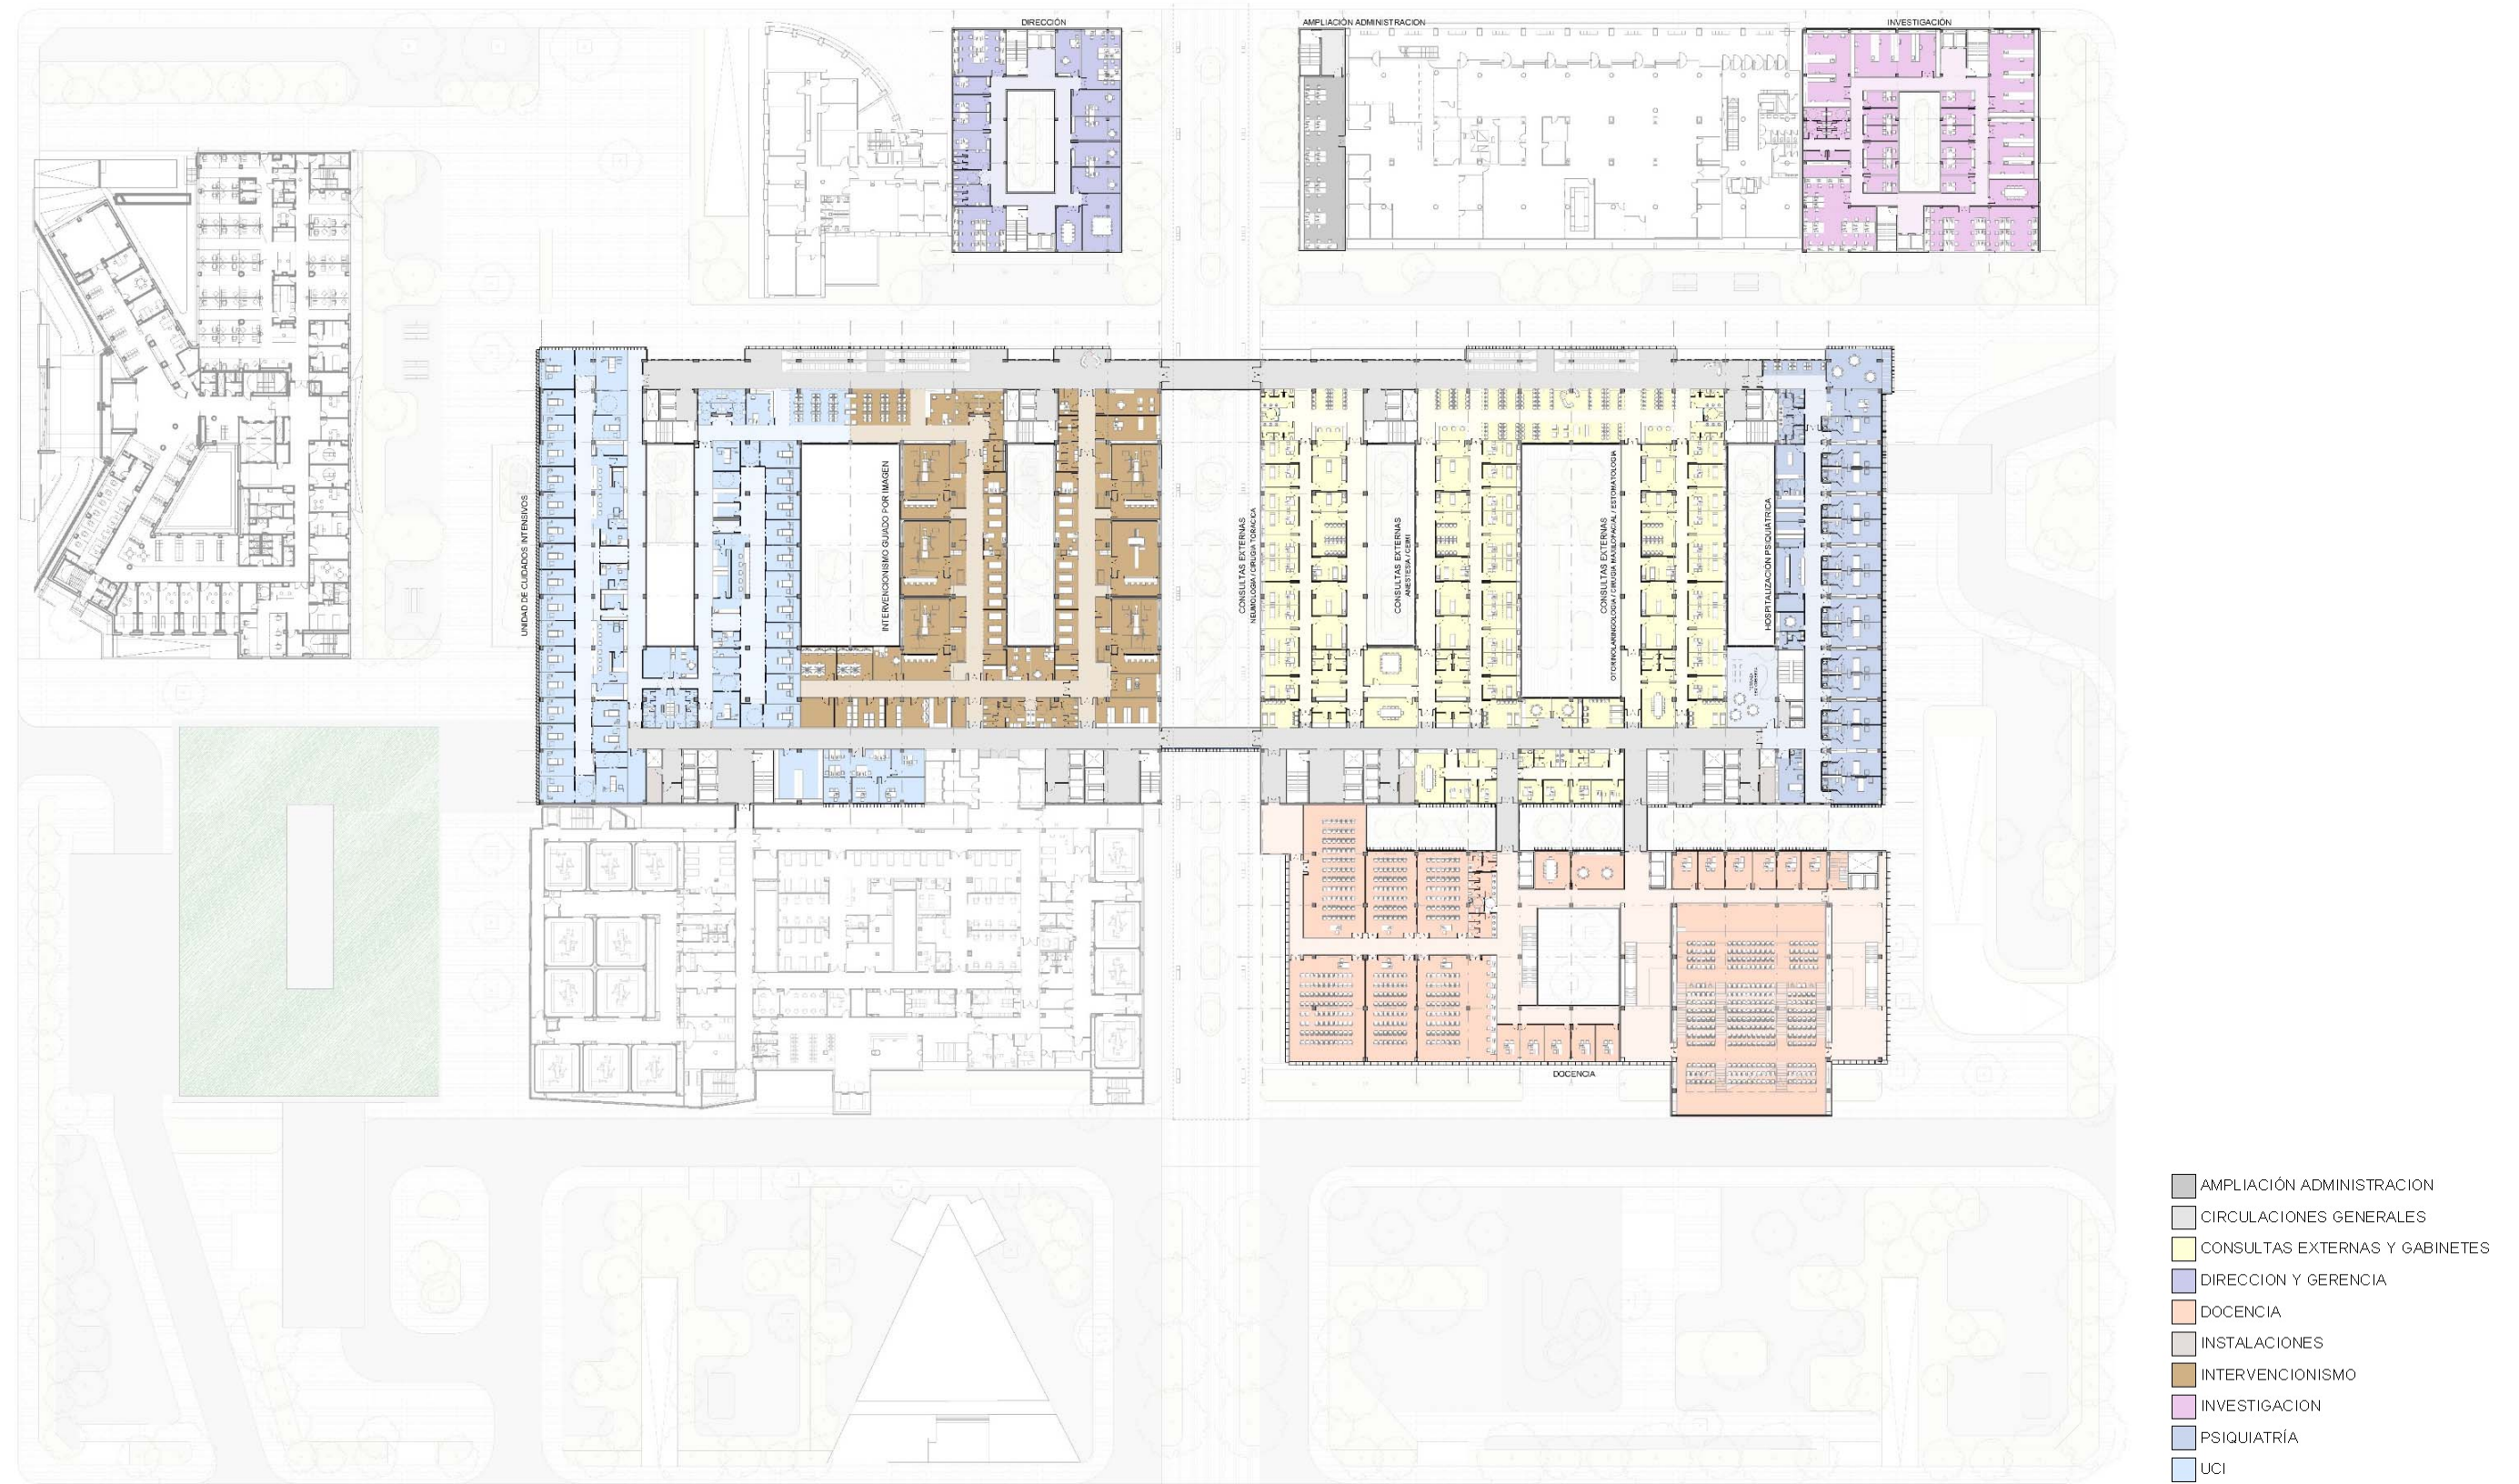 DIRECCIÓN
AMPLIACIÓN ADMINISTRACION
INVESTIGACIÓN
UNIDAD DE CUIDADOS INTENSIVOS
INTERVENCIONISMO GUIADO POR IMAGEN
CONSULTAS EXTERNAS
NEUMOLOGIA / CIRUGIA TORACICA
CONSULTAS EXTERNAS
ANESTESIA / CEIMI
CONSULTAS EXTERNAS
OTORINOLARINGOLOGIA / CIRUGIA MAXILOFACIAL / ESTOMATOLOGIA
HOSPITALIZACION PSIQUIATRICA
DOCENCIA
AMPLIACIÓN ADMINISTRACION
CIRCULACIONES GENERALES
CONSULTAS EXTERNAS Y GABINETES
DIRECCION Y GERENCIA
DOCENCIA
INSTALACIONES
INTERVENCIONISMO
INVESTIGACION
PSIQUIATRÍA
UCI